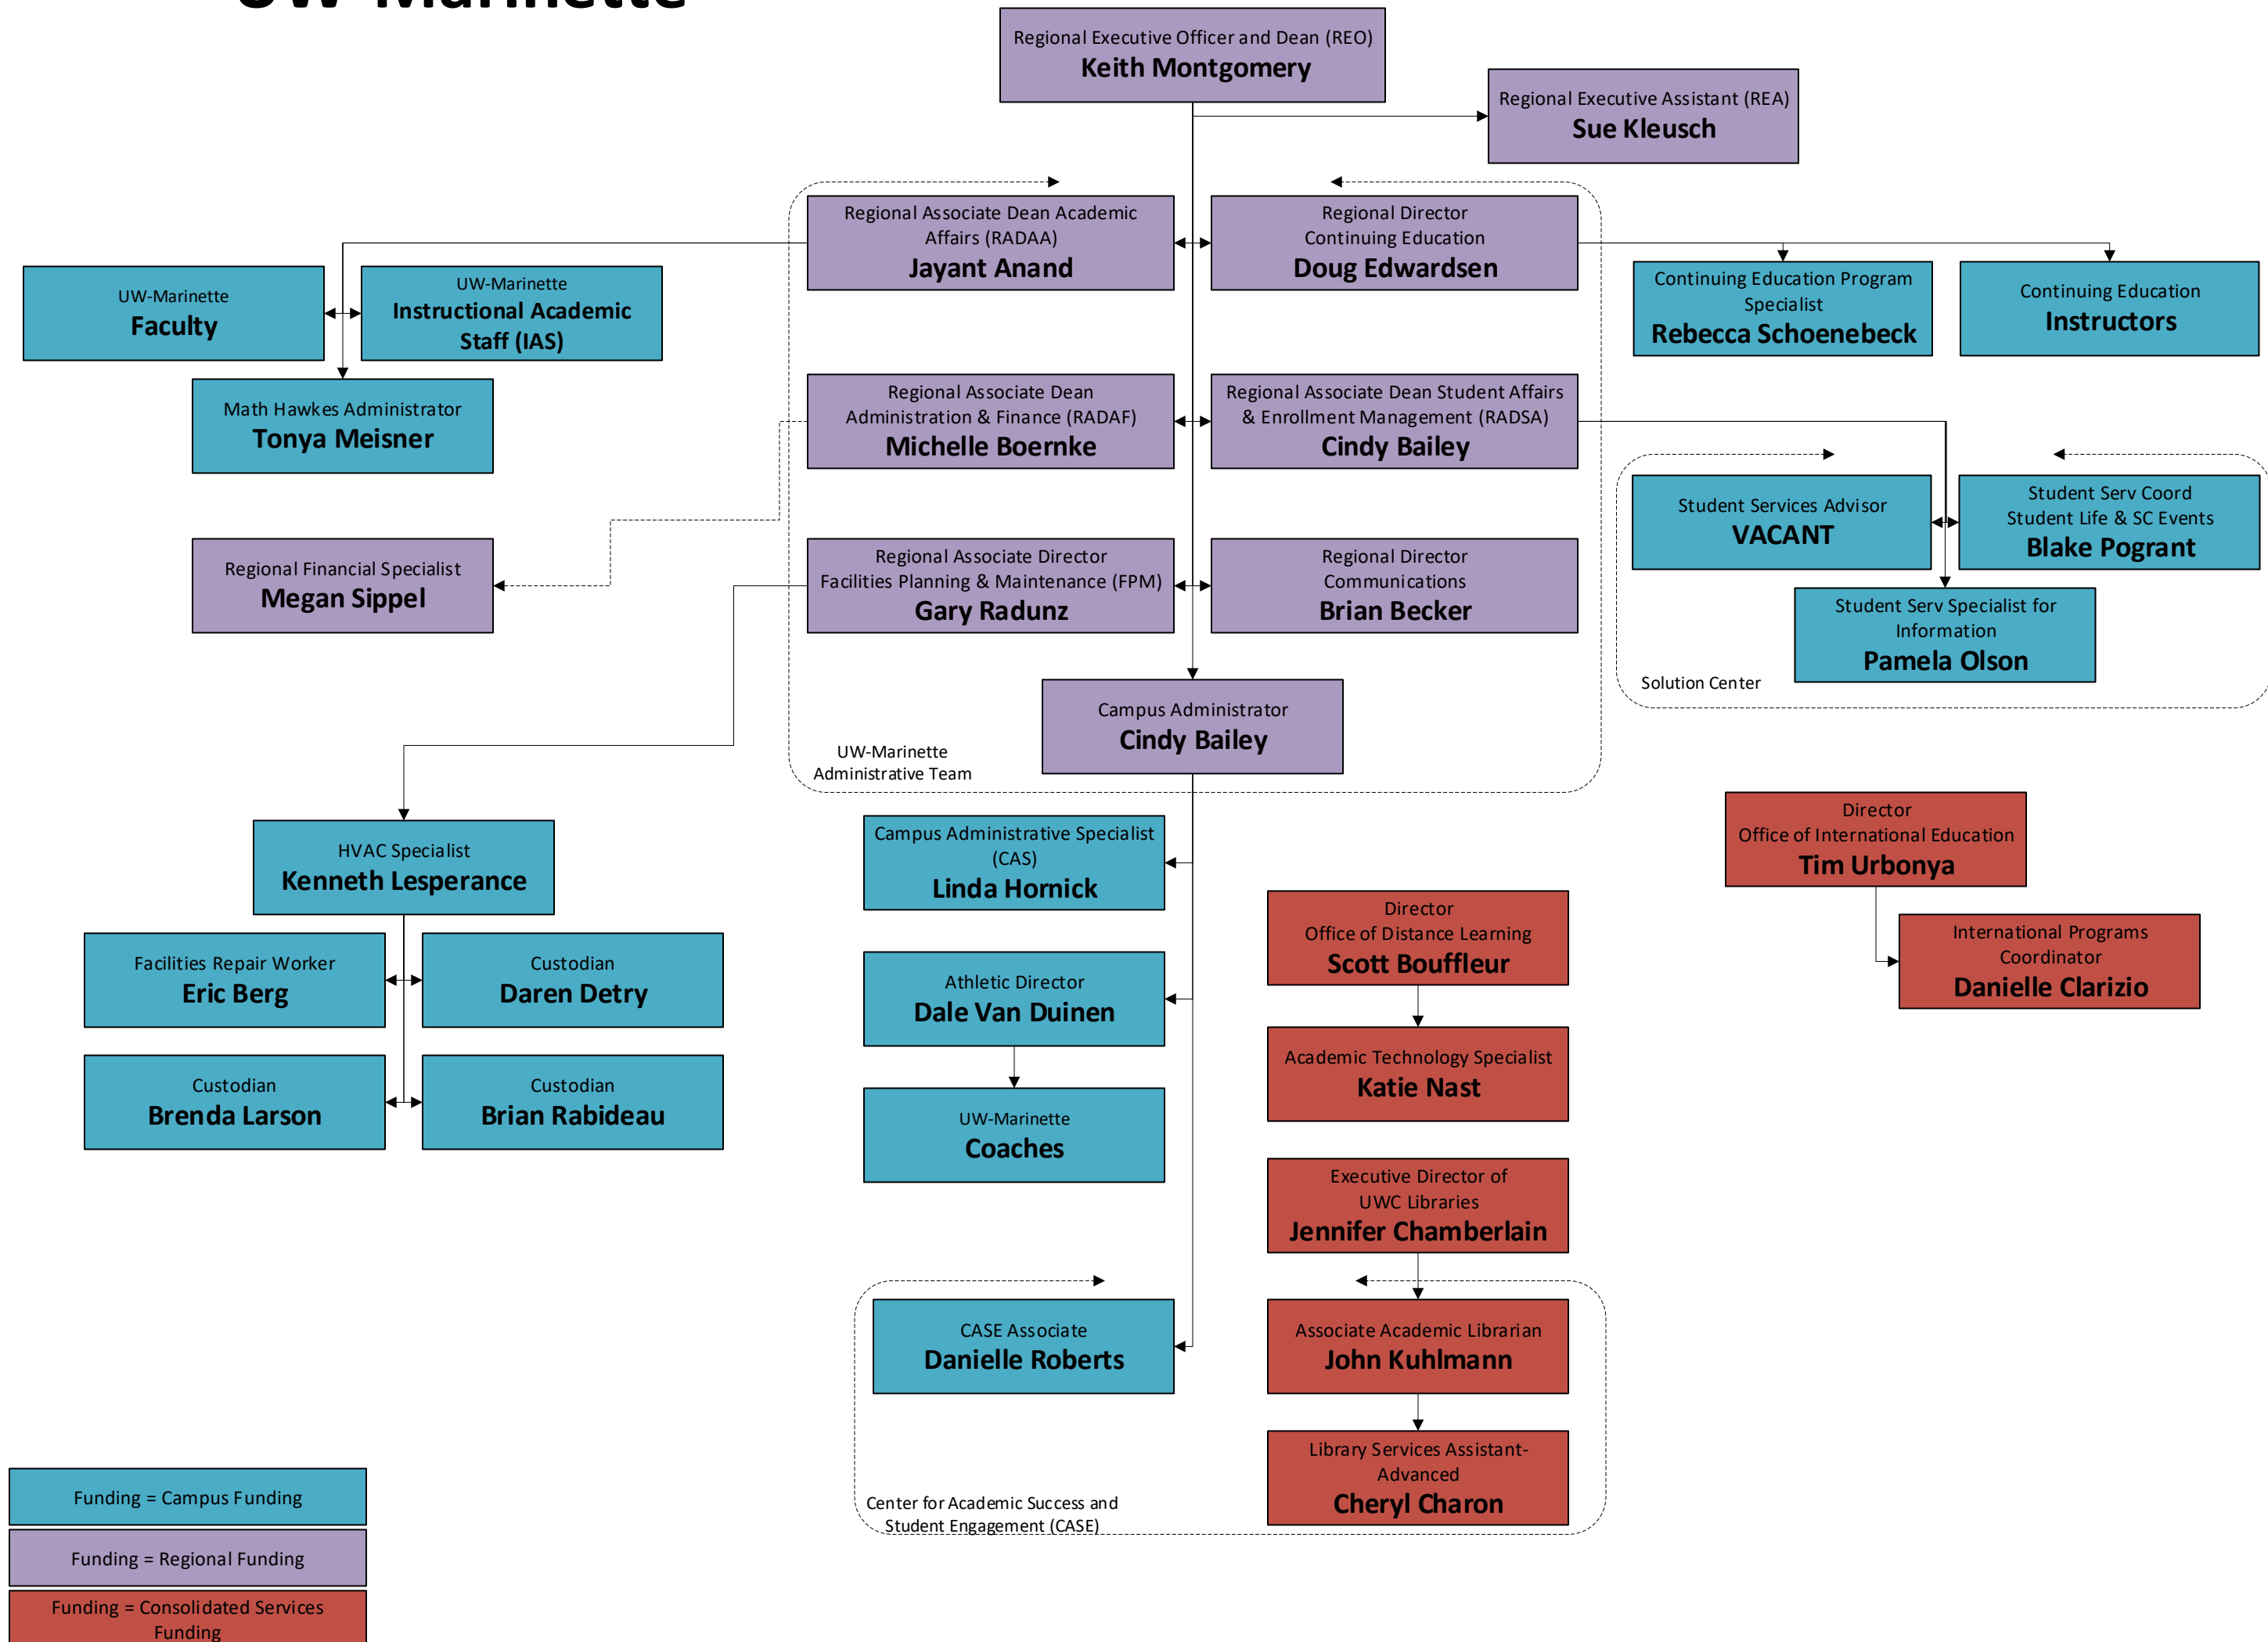 UW-Marinette
Regional Executive Officer and Dean (REO)
Keith Montgomery
Regional Executive Assistant (REA)
Sue Kleusch
Regional Associate Dean Academic
Affairs (RADAA)
Jayant Anand
Regional Director
Continuing Education
Doug Edwardsen
UW-Marinette
Faculty
UW-Marinette
Instructional Academic
Staff (IAS)
Continuing Education Program
Specialist
Rebecca Schoenebeck
Continuing Education
Instructors
Math Hawkes Administrator
Tonya Meisner
Regional Associate Dean
Administration & Finance (RADAF)
Michelle Boernke
Regional Associate Dean Student Affairs
& Enrollment Management (RADSA)
Cindy Bailey
Student Services Advisor
VACANT
Student Serv Coord
Student Life & SC Events
Blake Pogrant
Regional Financial Specialist
Megan Sippel
Regional Associate Director
Facilities Planning & Maintenance (FPM)
Gary Radunz
Regional Director
Communications
Brian Becker
Student Serv Specialist for
Information
Pamela Olson
Solution Center
Campus Administrator
Cindy Bailey
UW-Marinette
Administrative Team
HVAC Specialist
Kenneth Lesperance
Campus Administrative Specialist
(CAS)
Linda Hornick
Director
Office of International Education
Tim Urbonya
Director
Office of Distance Learning
Scott Bouffleur
International Programs
Coordinator
Danielle Clarizio
Facilities Repair Worker
Eric Berg
Custodian
Daren Detry
Athletic Director
Dale Van Duinen
Academic Technology Specialist
Katie Nast
Custodian
Brenda Larson
Custodian
Brian Rabideau
UW-Marinette
Coaches
Executive Director of
UWC Libraries
Jennifer Chamberlain
CASE Associate
Danielle Roberts
Associate Academic Librarian
John Kuhlmann
Library Services Assistant-
Advanced
Cheryl Charon
Center for Academic Success and
Student Engagement (CASE)
Funding = Campus Funding
Funding = Regional Funding
Funding = Consolidated Services
Funding